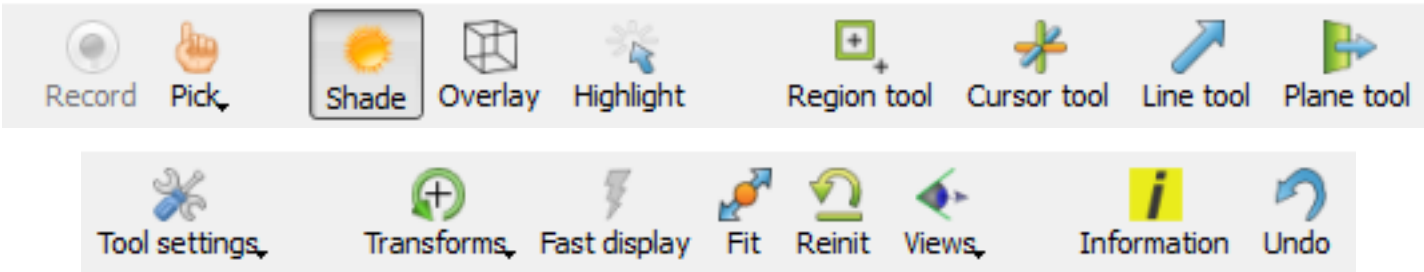 Record Pick Shade Overlay Highlight Region tool Cursor tool Line tool Plane tool
Tool settings Transforms Fast display Fit Reinit Views Information Undo